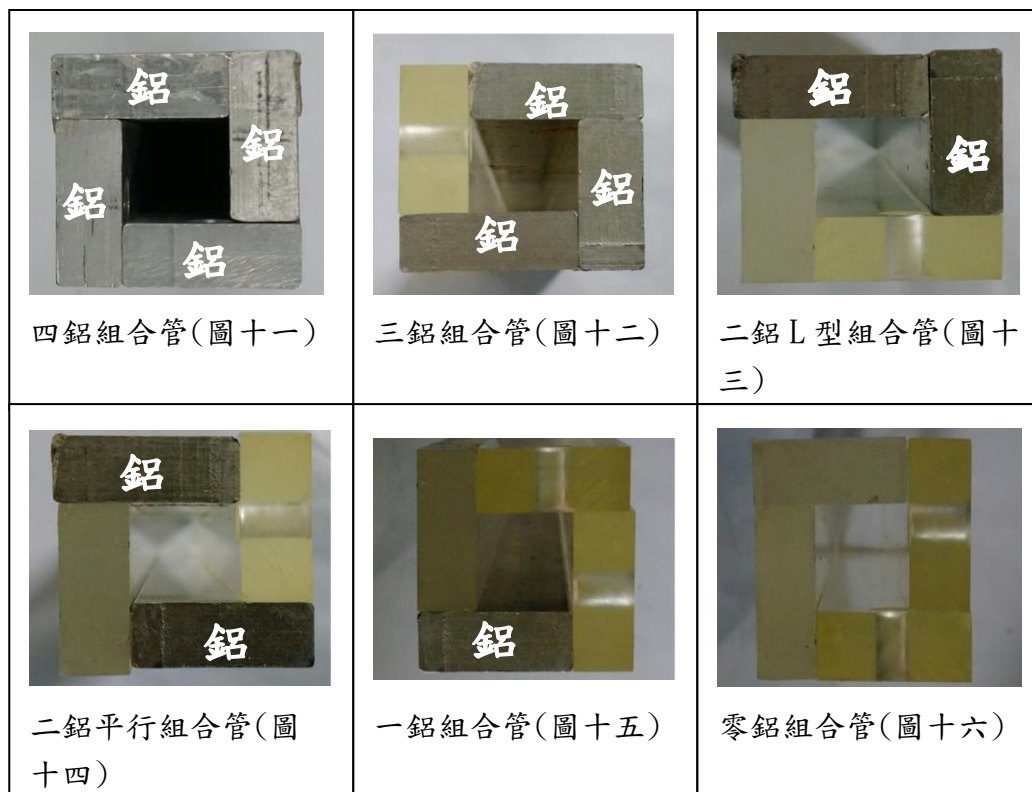 鋁
鋁
鋁
鋁
四鋁組合管(圖十一)
鋁
鋁
鋁
三鋁組合管(圖十二)
鋁
鋁
二鋁L型組合管(圖十
三)
鋁
鋁
二鋁平行組合管(圖
十四)
鋁
一鋁組合管(圖十五)
零鋁組合管(圖十六)